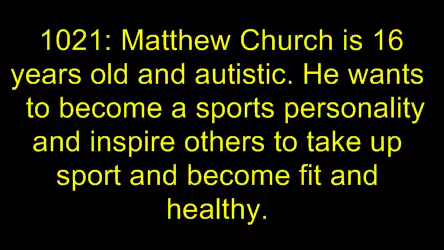 1021: Matthew Church is 16
years old and autistic. He wants
to become a sports personality
and inspire others to take up
sport and become fit and
healthy.